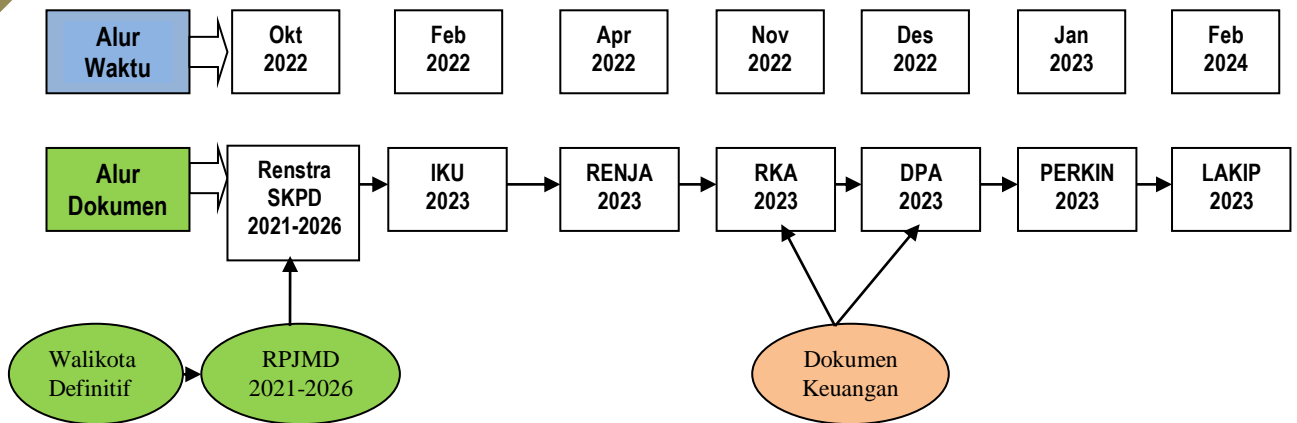 Alur
Waktu
Okt
2022
Feb
2022
Apr
2022
Nov
2022
Des
2022
Jan
2023
Feb
2024
Alur
Dokumen
Renstra
SKPD
2021-2026
IKU
2023
RENJA
2023
RKA
2023
DPA
2023
PERKIN
2023
LAKIP
2023
Walikota
Definitif
RPJMD
2021-2026
Dokumen
Keuangan